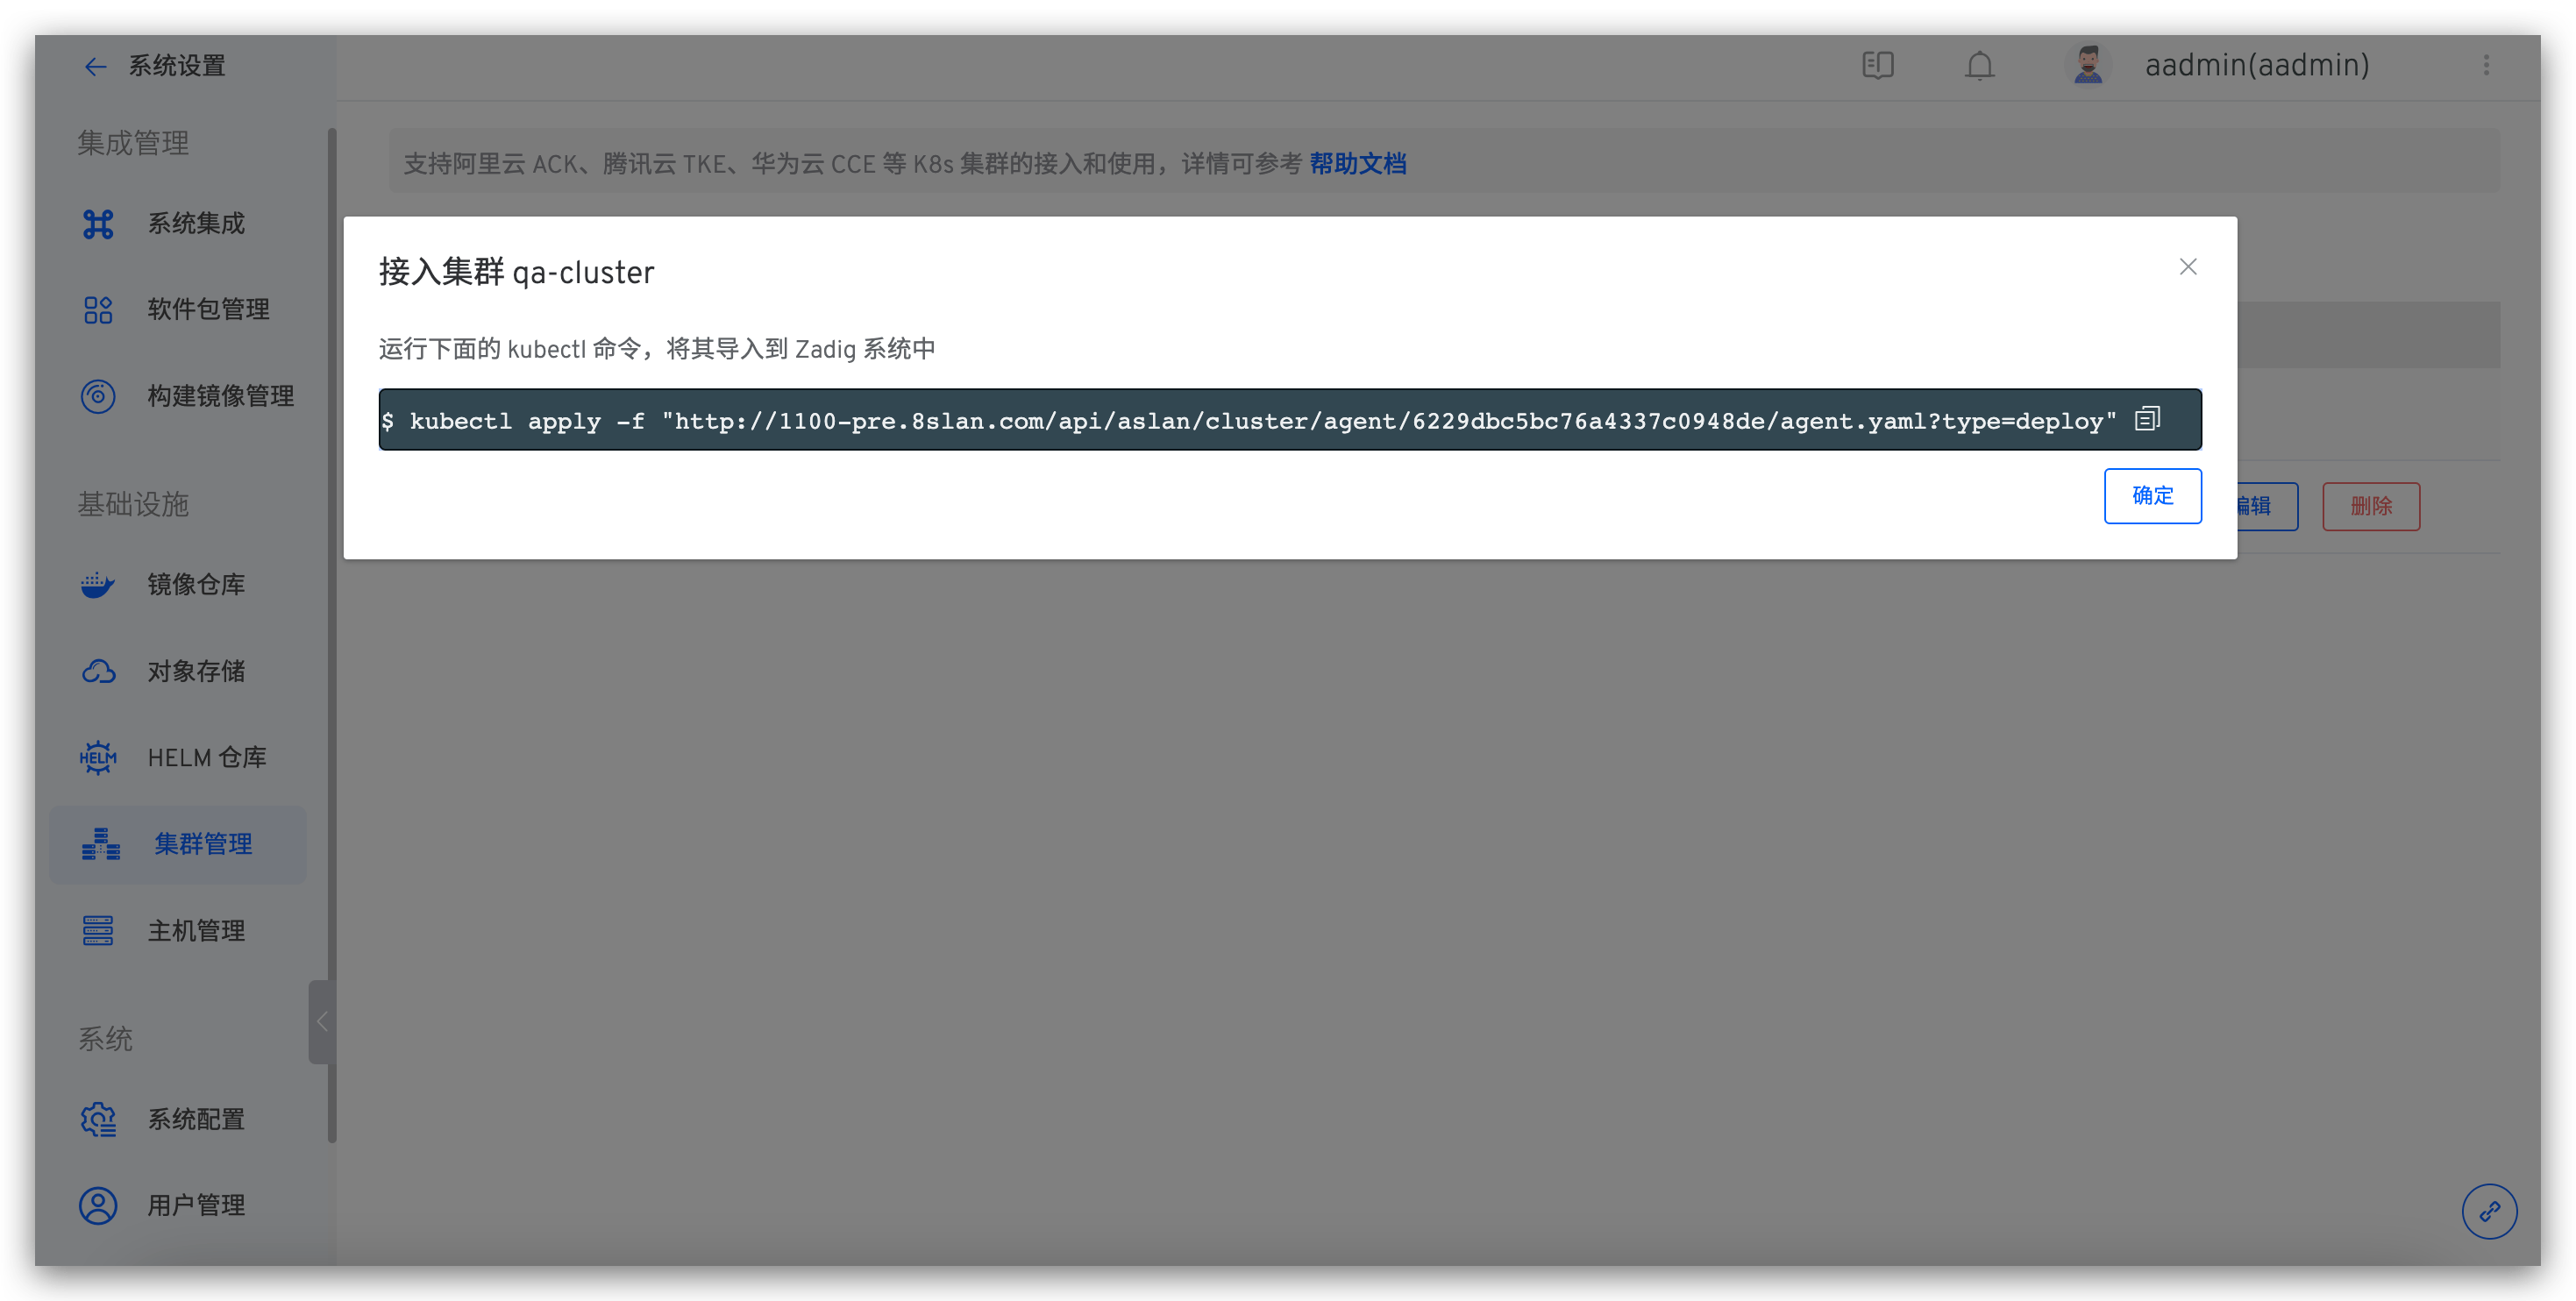 系统设置
aadmin(aadmin)
集成管理
系统集成
软件包管理
构建镜像管理
基础设施
镜像仓库
对象存储
HELM
HELM 仓库
集群管理
主机管理
系统
系统配置
用户管理
支持阿里云 ACK、腾讯云 TKE、华为云 CCE 等 K8s 集群的接入和使用，详情可参考 帮助文档
接入集群 qa-cluster
运行下面的 kubectl 命令，将其导入到 Zadig 系统中
$ kubectl apply -f "http://1100-pre.8slan.com/api/aslan/cluster/agent/6229dbc5bc76a4337c0948de/agent.yaml?type=deploy"
确定
编辑
删除